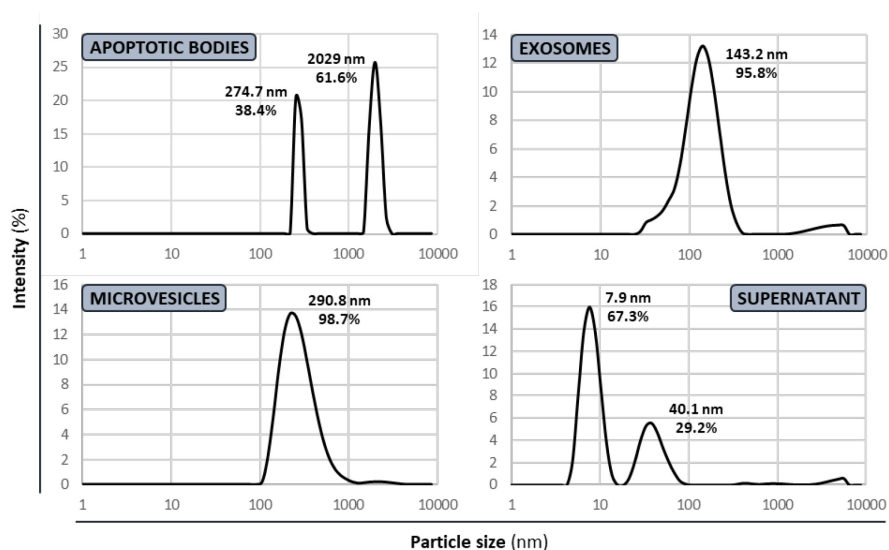 APOPTOTIC BODIES
30
25
20
15
10
5
0
274.7 nm
38.4%
2029 nm
61.6%
1 10 100 1000 10000
EXOSOMES
14
12
10
8
6
4
2
0
143.2 nm
95.8%
1 10 100 1000 10000
MICROVESICLES
16
14
12
10
8
6
4
2
0
290.8 nm
98.7%
1 10 100 1000 10000
SUPERNATANT
18
16
14
12
10
8
6
4
2
0
7.9 nm
67.3%
40.1 nm
29.2%
1 10 100 1000 10000
Intensity (%)
Particle size (nm)